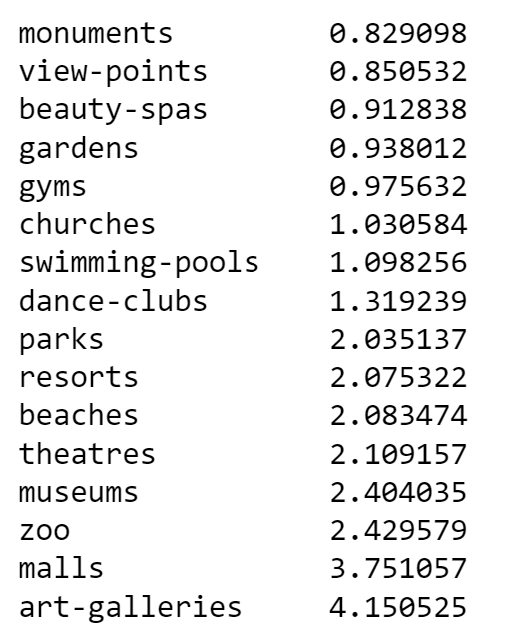 monuments 0.829098
view-points 0.850532
beauty-spas 0.912838
gardens 0.938012
gyms 0.975632
churches 1.030584
swimming-pools 1.098256
dance-clubs 1.319239
parks 2.035137
resorts 2.075322
beaches 2.083474
theatres 2.109157
museums 2.404035
zoo 2.429579
malls 3.751057
art-galleries 4.150525